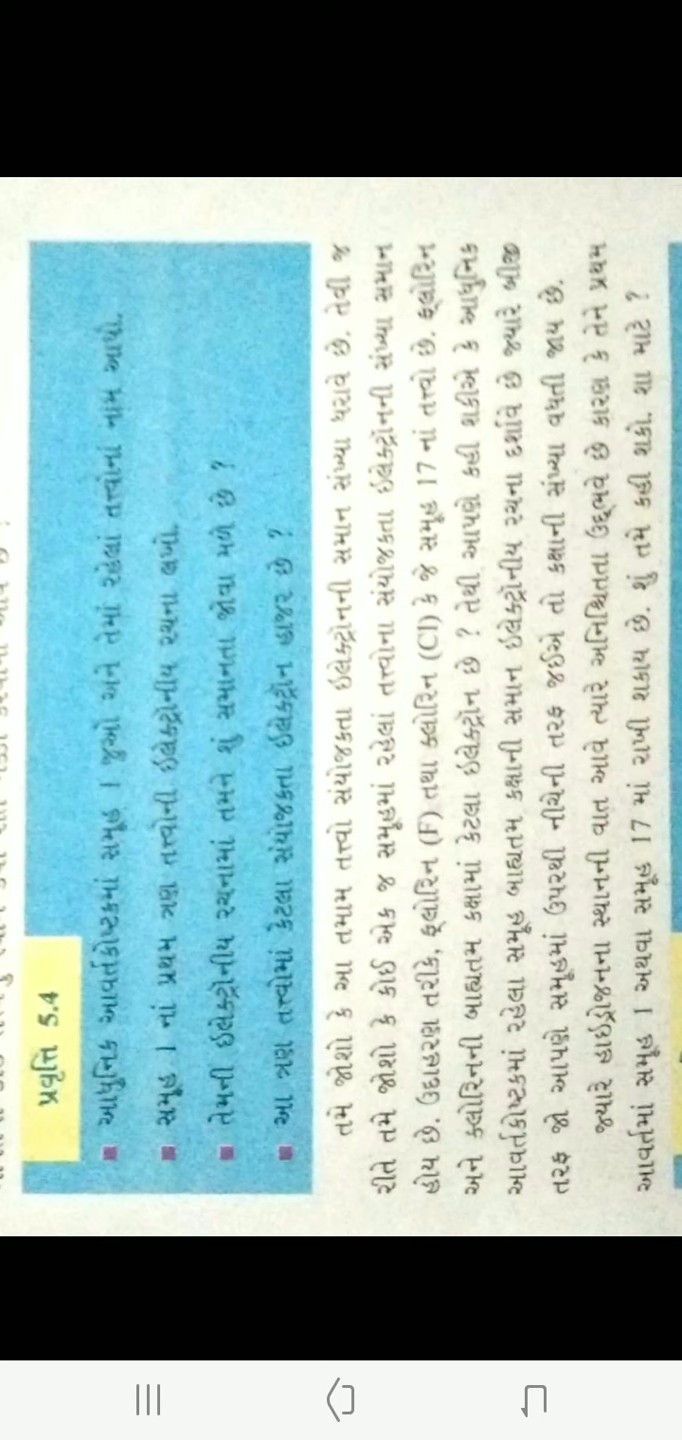 પ્રવૃત્તિ 5.4
■ આધુનિક આવર્તકોષ્ટકમાં સમૂહ 1 જુઓ અને તેમાં રહેલાં તત્ત્વોનાં નામ આપો.
■ સમૂહ 1 નાં પ્રથમ ત્રણ તત્ત્વોની ઇલેક્ટ્રોનીય રચના લખો.
■ તેમની ઇલેક્ટ્રોનીય રચનામાં તમને શું સમાનતા જોવા મળે છે ?
■ આ ત્રણ તત્ત્વોમાં કેટલા સંયોજકતા ઇલેક્ટ્રૉન હાજર છે ?
તમે જોશો કે આ તમામ તત્ત્વો સંયોજકતા ઇલેક્ટ્રોનની સમાન સંખ્યા ધરાવે છે. તેવી જ
રીતે તમે જોશો કે કોઈ એક જ સમૂહમાં રહેલાં તત્ત્વોના સંયોજકતા ઇલેક્ટ્રૉનની સંખ્યા સમાન
હોય છે. ઉદાહરણ તરીકે, ફ્લોરિન (F) તથા ક્લોરિન (Cl) કે જે સમૂહ 17 નાં તત્ત્વો છે. ફ્લોરિન
અને ક્લોરિનની બાહ્યતમ કક્ષામાં કેટલા ઇલેક્ટ્રોન છે ? તેથી આપણે કહી શકીએ કે આધુનિક
આવર્તકોષ્ટકમાં રહેલા સમૂહ બાહ્યતમ કક્ષાની સમાન ઇલેક્ટ્રોનીય રચના દર્શાવે છે જ્યારે બીજી
તરફ જો આપણે સમૂહમાં ઉપરથી નીચેની તરફ જઈએ તો કક્ષાની સંખ્યા વધતી જાય છે.
જ્યારે હાઇડ્રોજનના સ્થાનની વાત આવે ત્યારે અનિશ્ચિતતા ઉદ્ભવે છે કારણ કે તેને પ્રથમ
આવર્તમાં સમૂહ 1 અથવા સમૂહ 17 માં રાખી શકાય છે. શું તમે કહી શકો. શા માટે ?